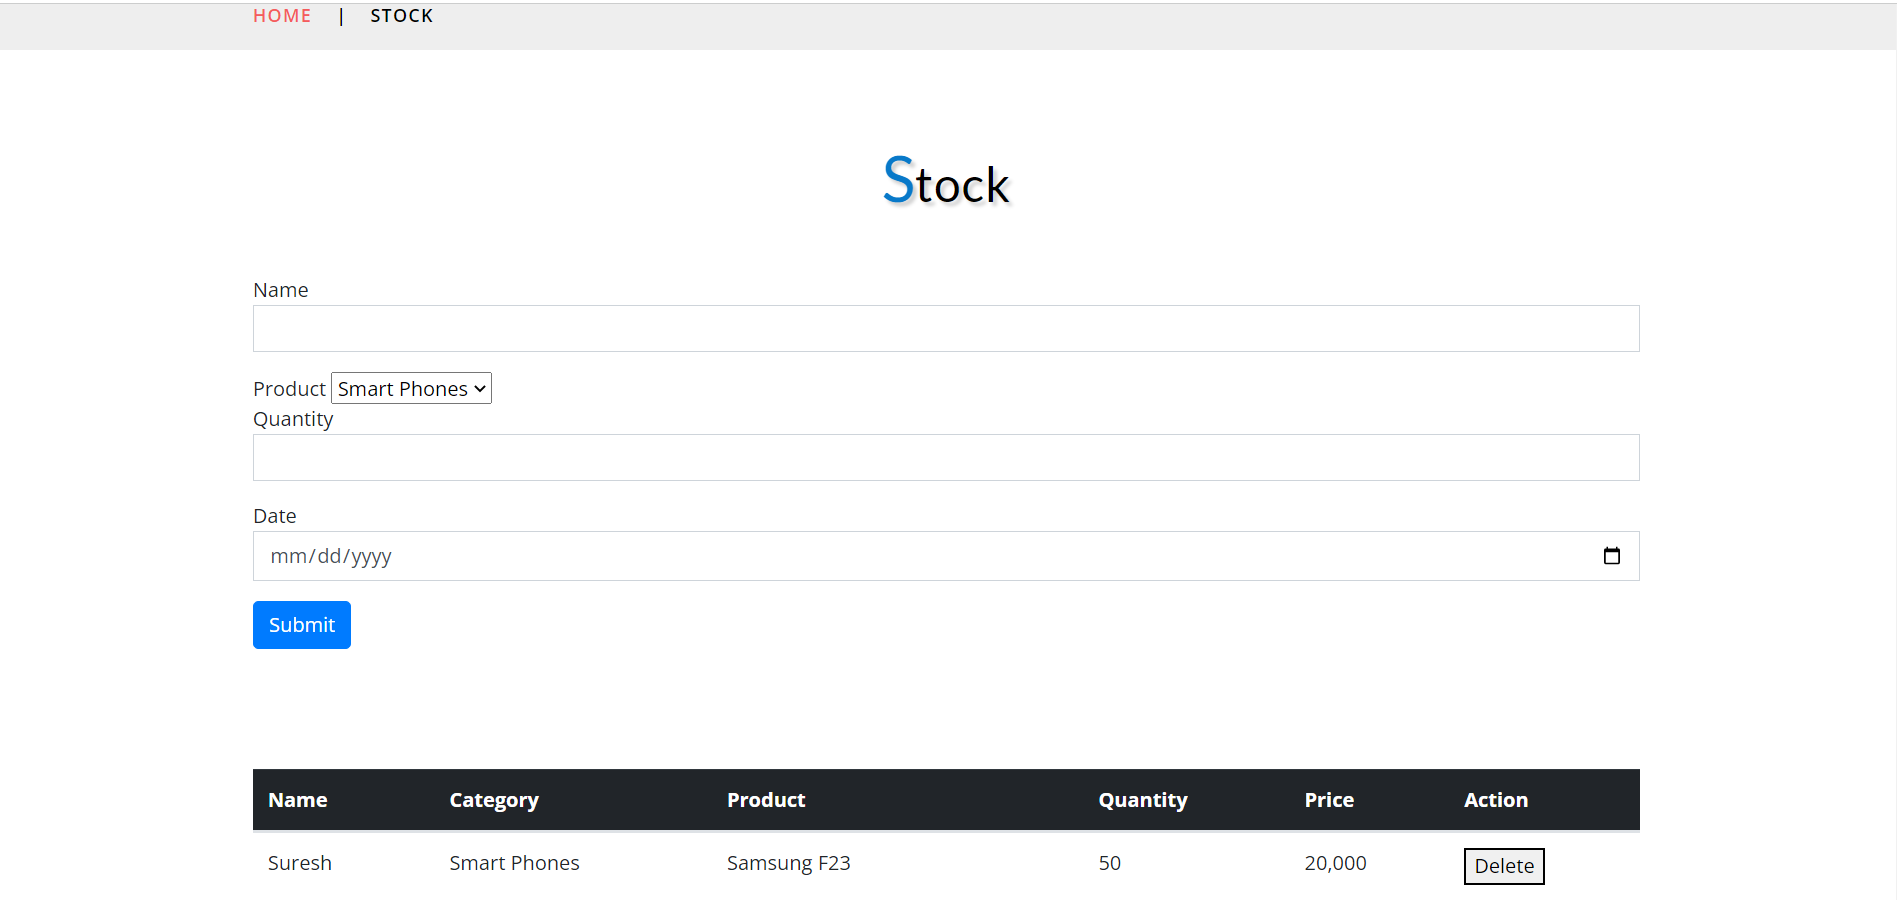 HOME | STOCK
Stock
Name
Product Smart Phones
Quantity
Date
mm/dd/yyyy
Submit
Name Category Product Quantity Price Action
Suresh Smart Phones Samsung F23 50 20,000 Delete